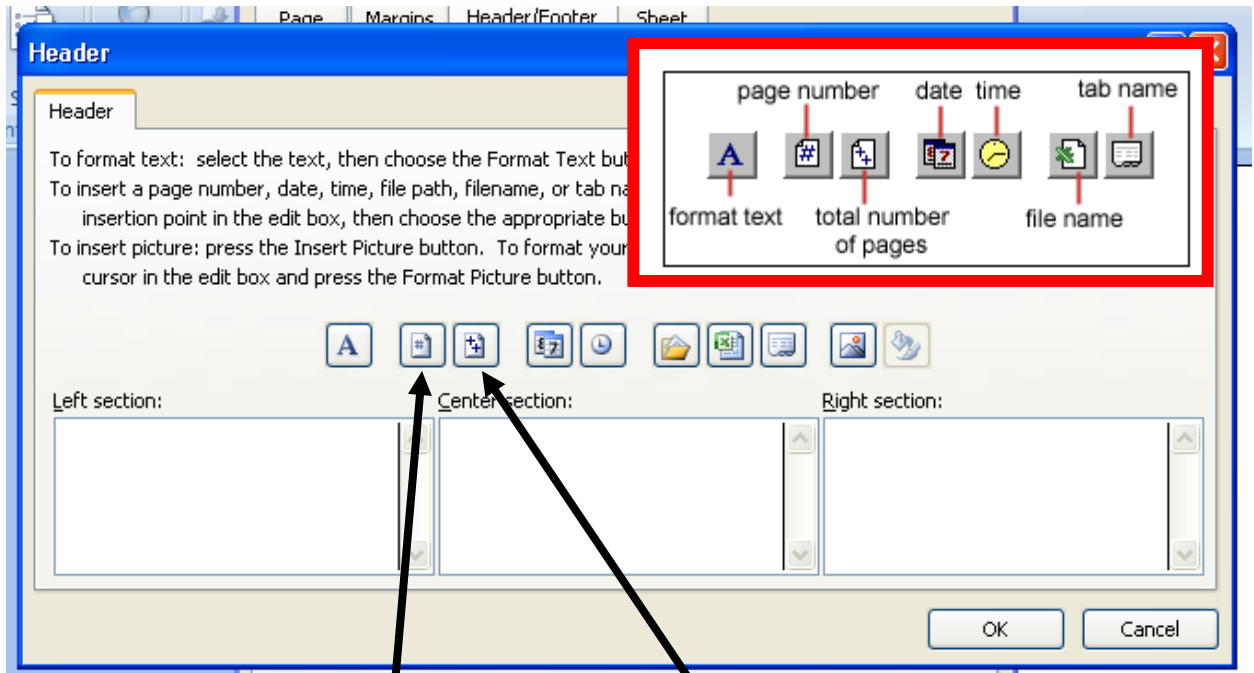 Page Margins Header/Footer Sheet
Header
Header
To format text: select the text, then choose the Format Text but
To insert a page number, date, time, file path, filename, or tab na
insertion point in the edit box, then choose the appropriate bu
To insert picture: press the Insert Picture button. To format your
cursor in the edit box and press the Format Picture button.
page number date time tab name
format text total number file name
of pages
Left section: Center section: Right section:
OK Cancel